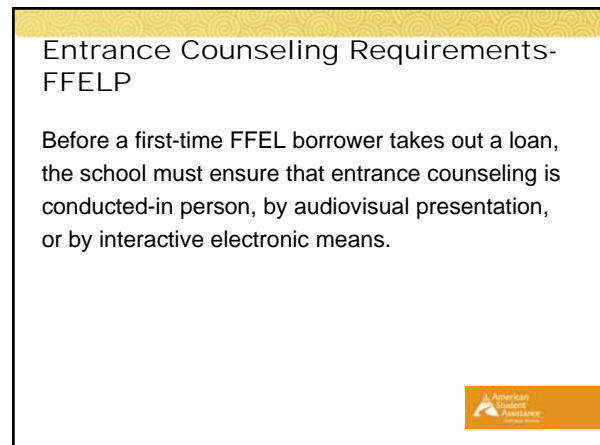 Entrance Counseling Requirements-
FFELP
Before a first-time FFEL borrower takes out a loan,
the school must ensure that entrance counseling is
conducted-in person, by audiovisual presentation,
or by interactive electronic means.
American
Student
Assistance